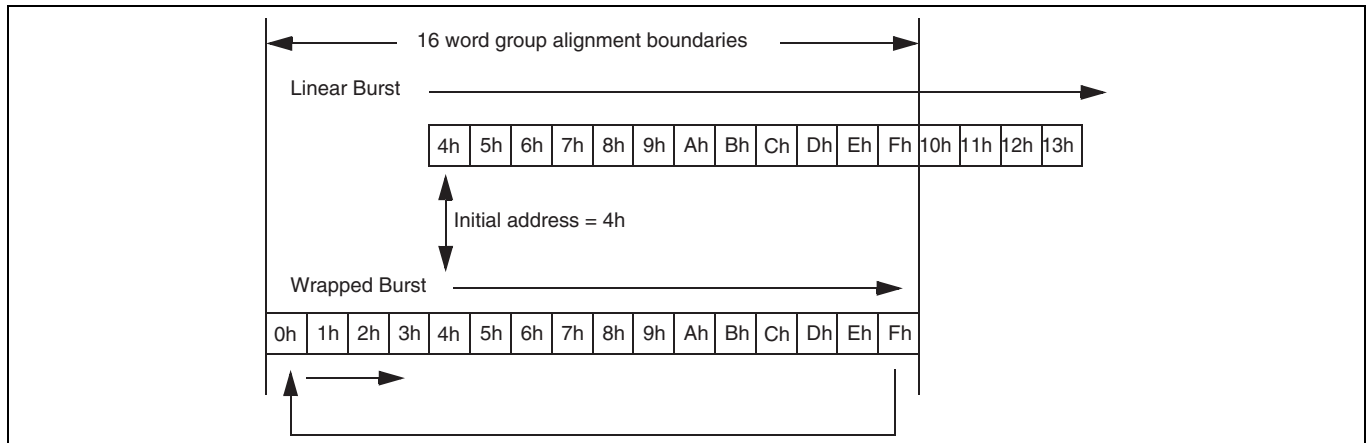 16 word group alignment boundaries
Linear Burst
4h 5h 6h 7h 8h 9h Ah Bh Ch Dh Eh Fh 10h 11h 12h 13h
Initial address = 4h
Wrapped Burst
0h 1h 2h 3h 4h 5h 6h 7h 8h 9h Ah Bh Ch Dh Eh Fh